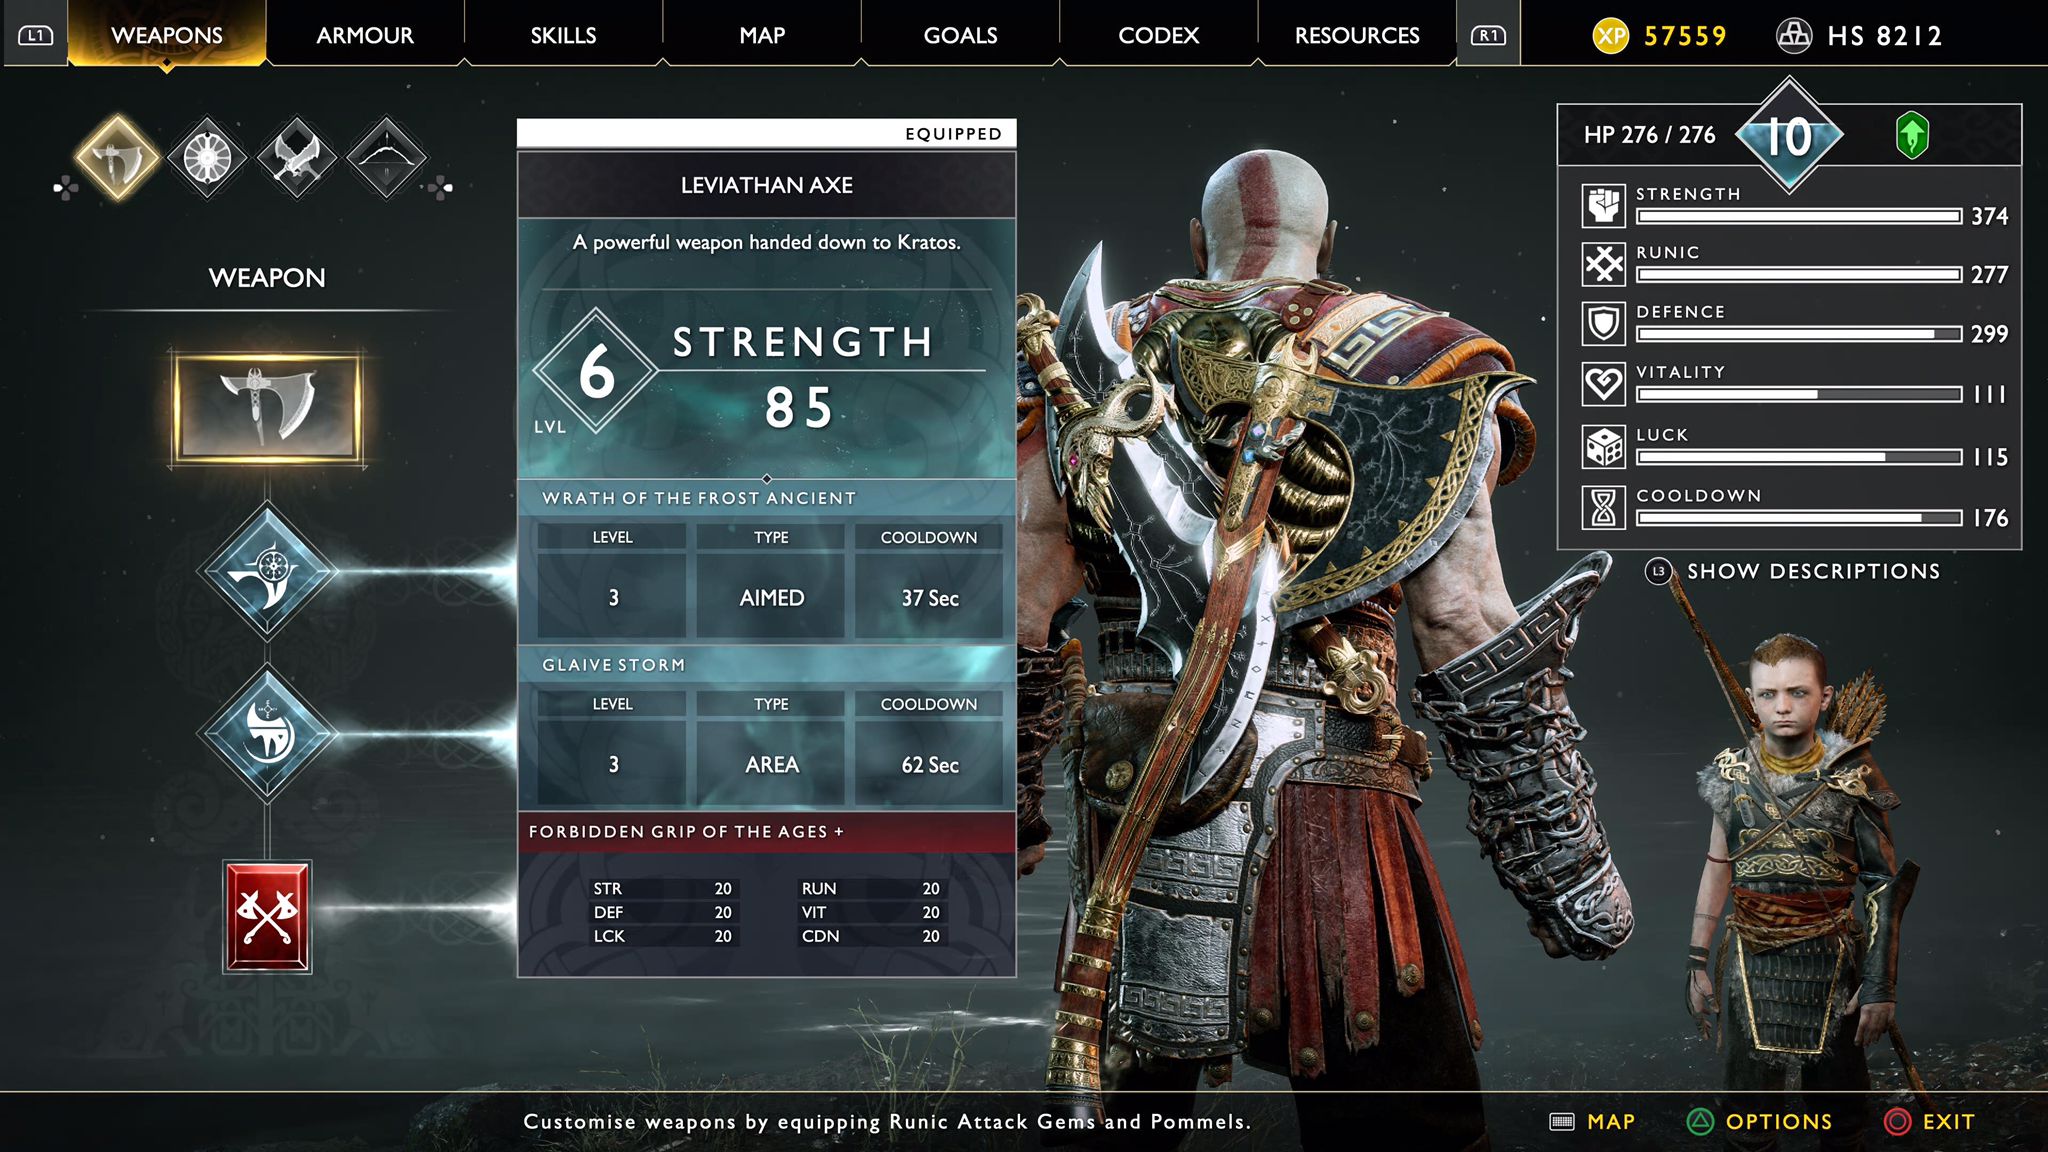 L1 WEAPONS ARMOUR SKILLS MAP GOALS CODEX RESOURCES R1 XP 57559 HS 8212
WEAPON
EQUIPPED
LEVIATHAN AXE
A powerful weapon handed down to Kratos.
6
LVL
STRENGTH
85
WRATH OF THE FROST ANCIENT
LEVEL TYPE COOLDOWN
3 AIMED 37 Sec
GLAIVE STORM
LEVEL TYPE COOLDOWN
3 AREA 62 Sec
FORBIDDEN GRIP OF THE AGES +
STR 20 RUN 20
DEF 20 VIT 20
LCK 20 CDN 20
HP 276 / 276 10
STRENGTH
374
RUNIC
277
DEFENCE
299
VITALITY
111
LUCK
115
COOLDOWN
176
L3 SHOW DESCRIPTIONS
Customise weapons by equipping Runic Attack Gems and Pommels.
MAP OPTIONS EXIT